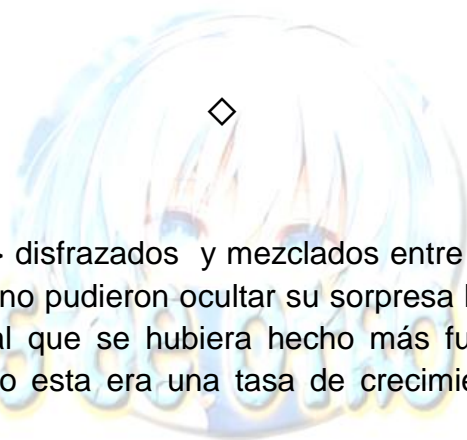 ◇
disfrazados y mezclados entre
no pudieron ocultar su sorpresa
al que se hubiera hecho más
esta era una tasa de